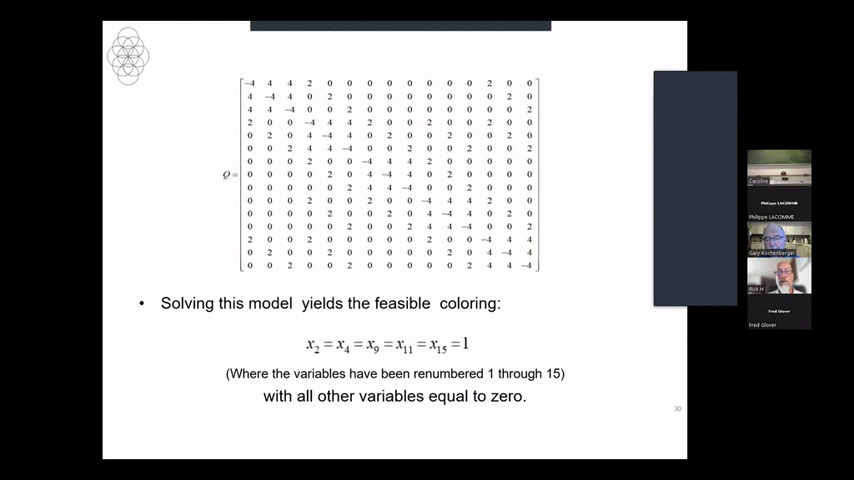 -4 4 4 2 0 0 0 0 0 0 0 0 2 0 0
4 -4 4 0 2 0 0 0 0 0 0 0 0 2 0
4 4 -4 0 0 2 0 0 0 0 0 0 0 0 2
2 0 0 -4 4 4 2 0 0 2 0 0 2 0 0
0 2 0 4 -4 4 0 2 0 0 2 0 0 2 0
0 0 2 4 4 -4 0 0 2 0 0 2 0 0 2
0 0 0 2 0 0 -4 4 4 2 0 0 0 0 0
Q = 0 0 0 0 2 0 4 -4 4 0 2 0 0 0 0
0 0 0 0 0 2 4 4 -4 0 0 2 0 0 0
0 0 0 2 0 0 2 0 0 -4 4 4 2 0 0
0 0 0 0 2 0 0 2 0 4 -4 4 0 2 0
0 0 0 0 0 2 0 0 2 4 4 -4 0 0 2
2 0 0 2 0 0 0 0 0 2 0 0 -4 4 4
0 2 0 0 2 0 0 0 0 0 2 0 4 -4 4
0 0 2 0 0 2 0 0 0 0 0 2 4 4 -4
• Solving this model yields the feasible coloring:
x₂ = x₄ = x₉ = x₁₁ = x₁₅ = 1
(Where the variables have been renumbered 1 through 15)
with all other variables equal to zero.
30
Caroline
Philippe LACOMME
Philippe LACOMME
Gary Kochenberger
Rick H
Fred Glover
Fred Glover